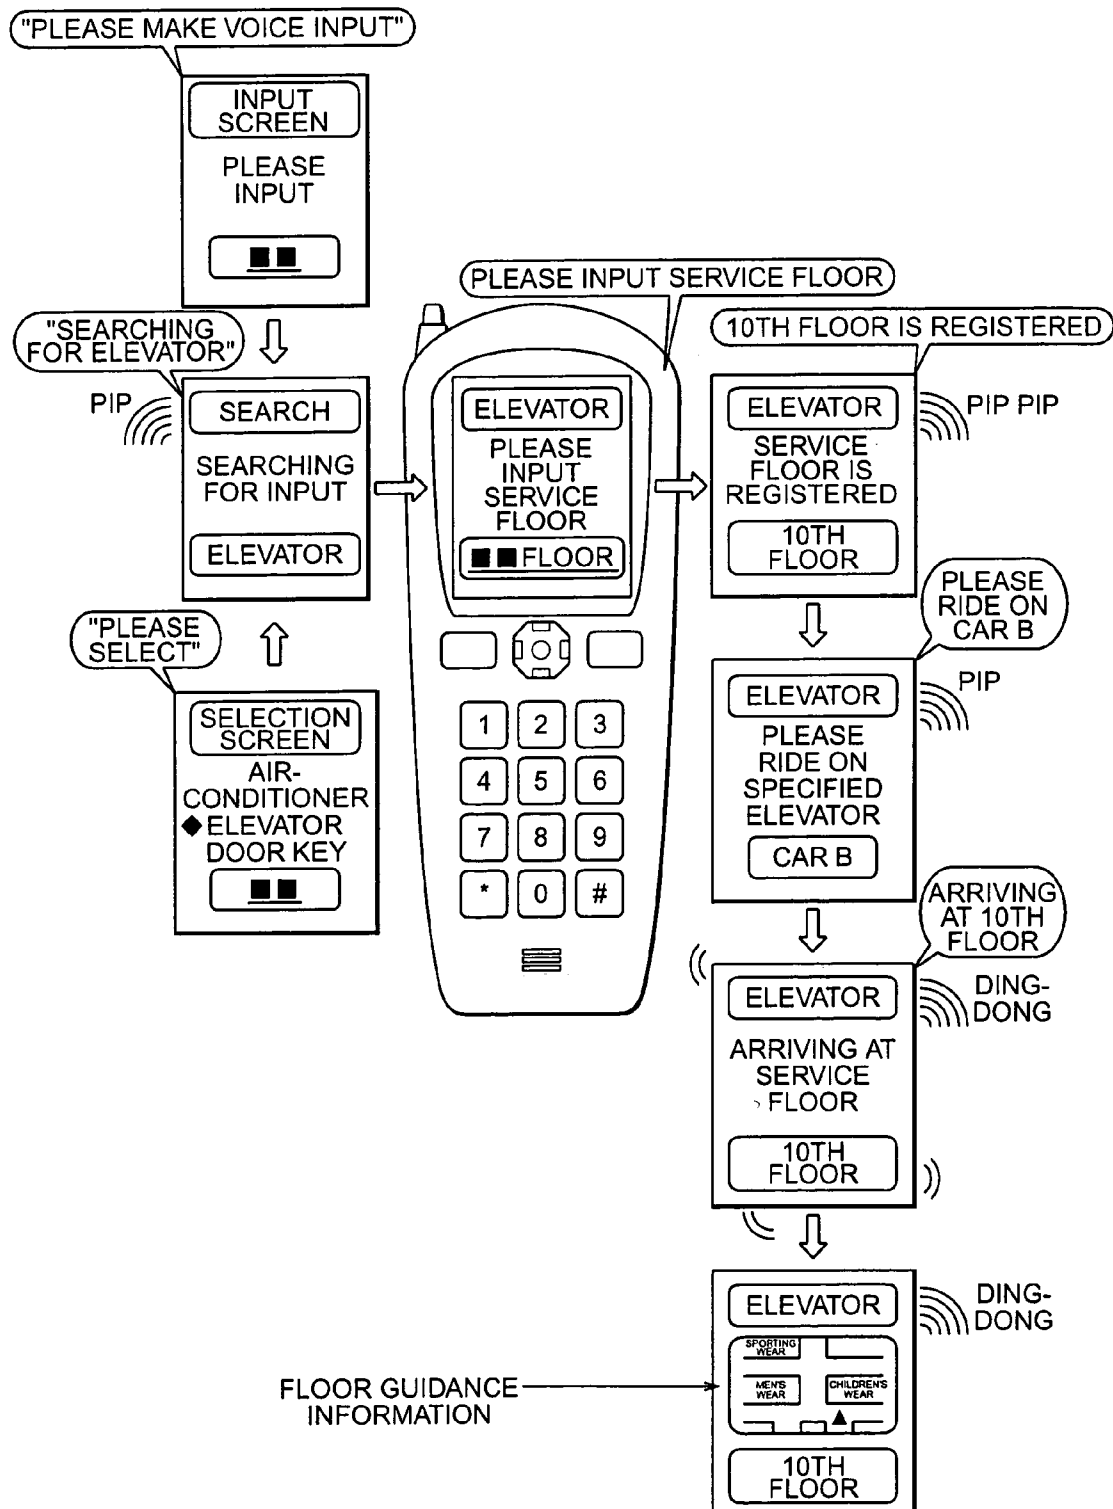 "PLEASE MAKE VOICE INPUT"
INPUT
SCREEN
PLEASE
INPUT
■■
"SEARCHING
FOR ELEVATOR"
PIP
SEARCH
SEARCHING
FOR INPUT
ELEVATOR
"PLEASE
SELECT"
SELECTION
SCREEN
AIR-
CONDITIONER
◆ELEVATOR
DOOR KEY
■■
PLEASE INPUT SERVICE FLOOR
ELEVATOR
PLEASE
INPUT
SERVICE
FLOOR
■■FLOOR
1 2 3
4 5 6
7 8 9
* 0 #
10TH FLOOR IS REGISTERED
ELEVATOR
PIP PIP
SERVICE
FLOOR IS
REGISTERED
10TH
FLOOR
PLEASE
RIDE ON
CAR B
ELEVATOR
PIP
PLEASE
RIDE ON
SPECIFIED
ELEVATOR
CAR B
ARRIVING
AT 10TH
FLOOR
ELEVATOR
DING-
DONG
ARRIVING AT
SERVICE
FLOOR
10TH
FLOOR
ELEVATOR
DING-
DONG
SPORTING
WEAR
MEN'S
WEAR
CHILDREN'S
WEAR
FLOOR GUIDANCE
INFORMATION
10TH
FLOOR